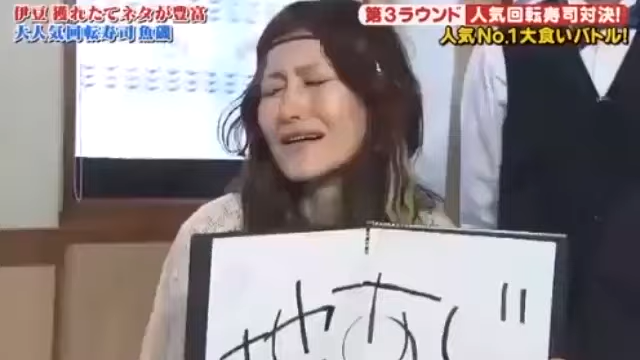 伊豆 獲れたてネタが豊富
大人気回転寿司 魚磯
第3ラウンド 人気回転寿司対決!
人気No.1大食いバトル!